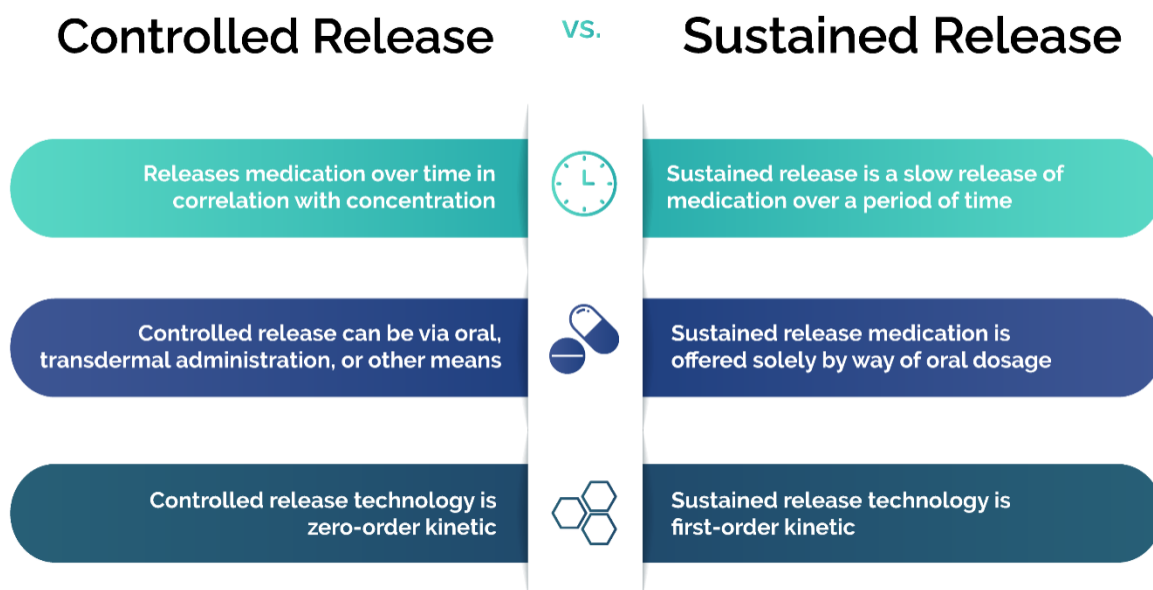 Controlled Release
vs.
Sustained Release
Releases medication over time in
correlation with concentration
Sustained release is a slow release of
medication over a period of time
Controlled release can be via oral,
transdermal administration, or other means
Sustained release medication is
offered solely by way of oral dosage
Controlled release technology is
zero-order kinetic
Sustained release technology is
first-order kinetic